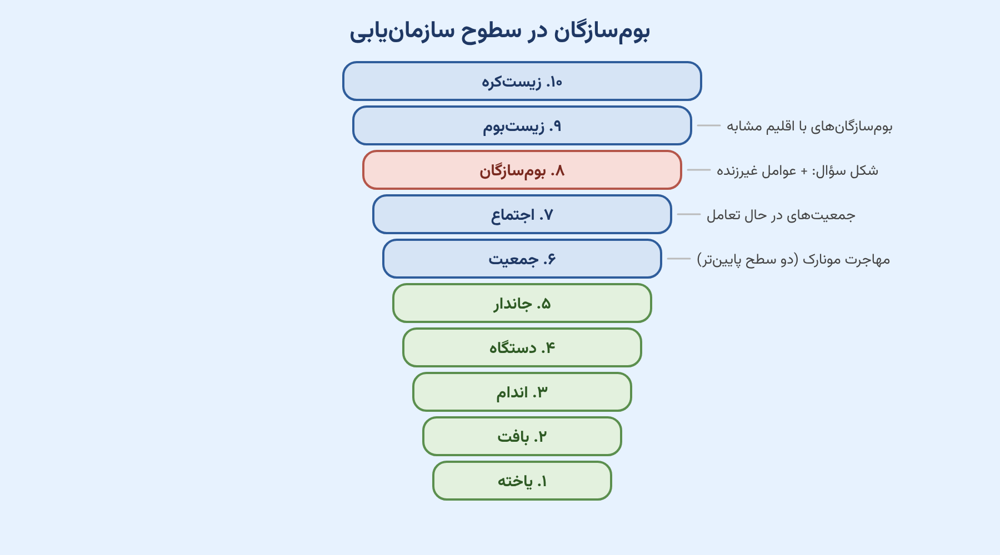 بوم‌سازگان در سطوح سازمان‌یابی
۱۰. زیست‌کره
۹. زیست‌بوم
بوم‌سازگان‌های با اقلیم مشابه
۸. بوم‌سازگان
شکل سؤال: + عوامل غیرزنده
۷. اجتماع
جمعیت‌های در حال تعامل
۶. جمعیت
مهاجرت مونارک (دو سطح پایین‌تر)
۵. جاندار
۴. دستگاه
۳. اندام
۲. بافت
۱. یاخته